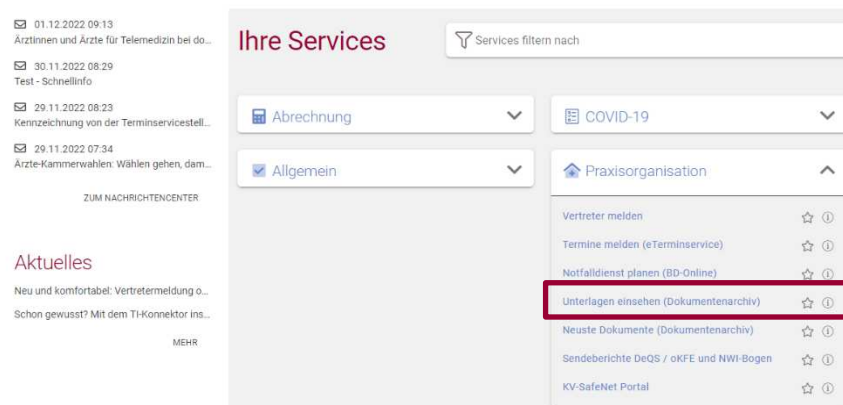 01.12.2022 09:13
Ärztinnen und Ärzte für Telemedizin bei do...
30.11.2022 08:29
Test - Schnellinfo
29.11.2022 08:23
Kennzeichnung von der Terminservicestell...
29.11.2022 07:34
Ärzte-Kammerwahlen: Wählen gehen, dam...
ZUM NACHRICHTENCENTER
Aktuelles
Neu und komfortabel: Vertretermeldung o...
Schon gewusst? Mit dem TI-Konnektor ins...
MEHR
Ihre Services
Services filtern nach
Abrechnung
COVID-19
Allgemein
Praxisorganisation
Vertreter melden
Termine melden (eTerminservice)
Notfalldienst planen (BD-Online)
Unterlagen einsehen (Dokumentenarchiv)
Neuste Dokumente (Dokumentenarchiv)
Sendeberichte DeQS / oKFE und NWI-Bogen
KV-SafeNet Portal